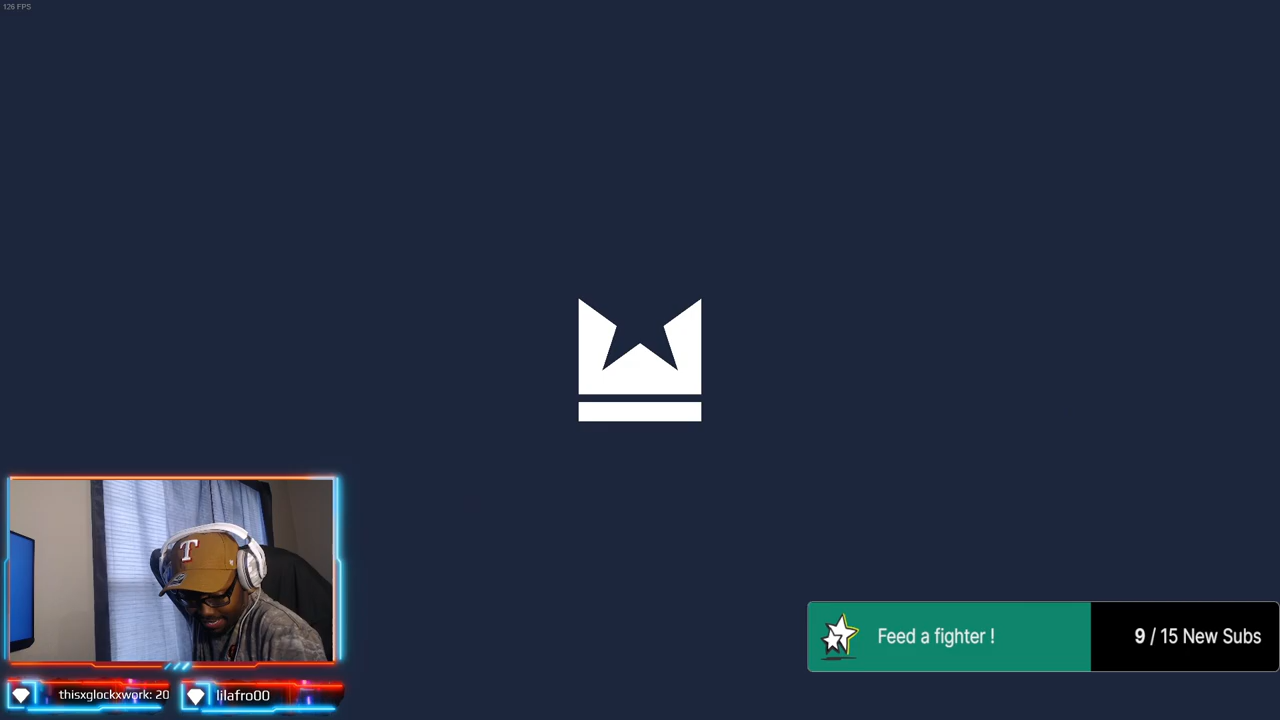 126 FPS
T
Feed a fighter !
9 / 15 New Subs
thisxglockxwork: 20
lilafro00